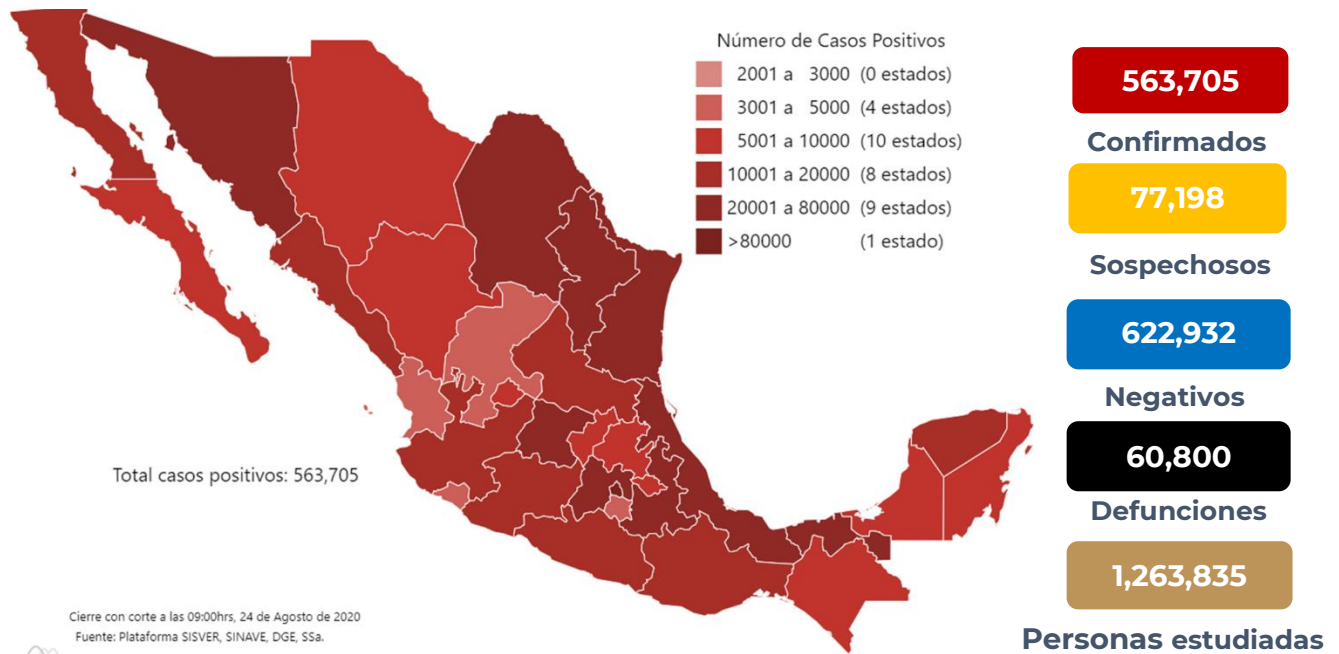 Número de Casos Positivos
2001 a 3000 (0 estados)
3001 a 5000 (4 estados)
5001 a 10000 (10 estados)
10001 a 20000 (8 estados)
20001 a 80000 (9 estados)
>80000 (1 estado)
Total casos positivos: 563,705
Cierre con corte a las 09:00hrs, 24 de Agosto de 2020
Fuente: Plataforma SISVER, SINAVE, DGE, SSa.
563,705
Confirmados
77,198
Sospechosos
622,932
Negativos
60,800
Defunciones
1,263,835
Personas estudiadas